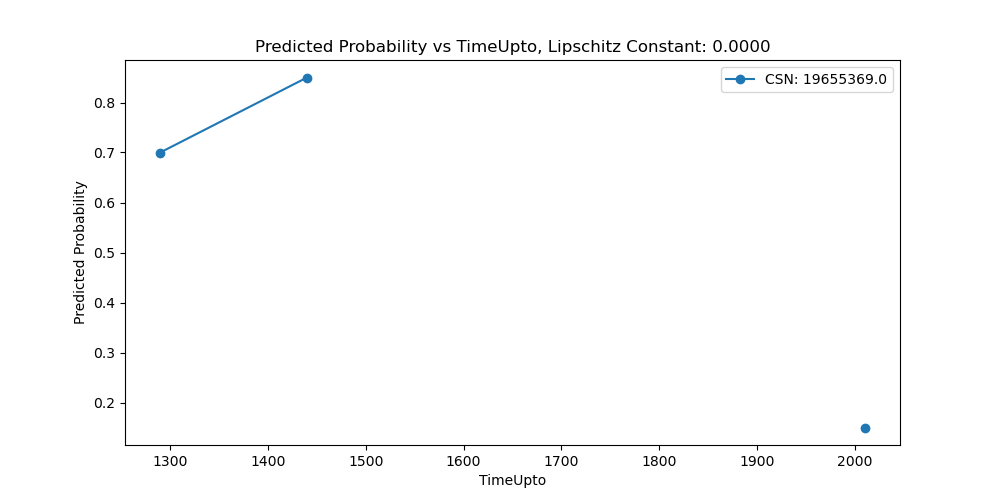 Predicted Probability vs TimeUpto, Lipschitz Constant: 0.0000
CSN: 19655369.0
Predicted Probability
0.8
0.7
0.6
0.5
0.4
0.3
0.2
1300 1400 1500 1600 1700 1800 1900 2000
TimeUpto